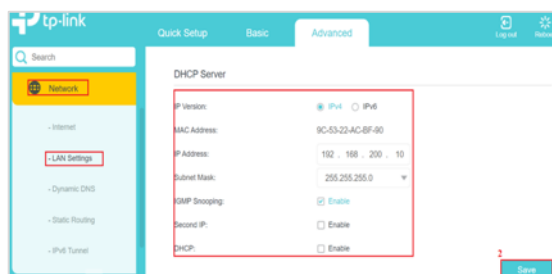 tp-link
Quick Setup
Basic
Advanced
Log out
Reboo
Search
Network
- Internet
- LAN Settings
- Dynamic DNS
- Static Routing
- IPv6 Tunnel
DHCP Server
IP Version:
IPv4
IPv6
MAC Address:
9C-53-22-AC-BF-90
IP Address:
192 . 168 . 200 . 10
Subnet Mask:
255.255.255.0
IGMP Snooping:
Enable
Second IP:
Enable
DHCP:
Enable
2
Save